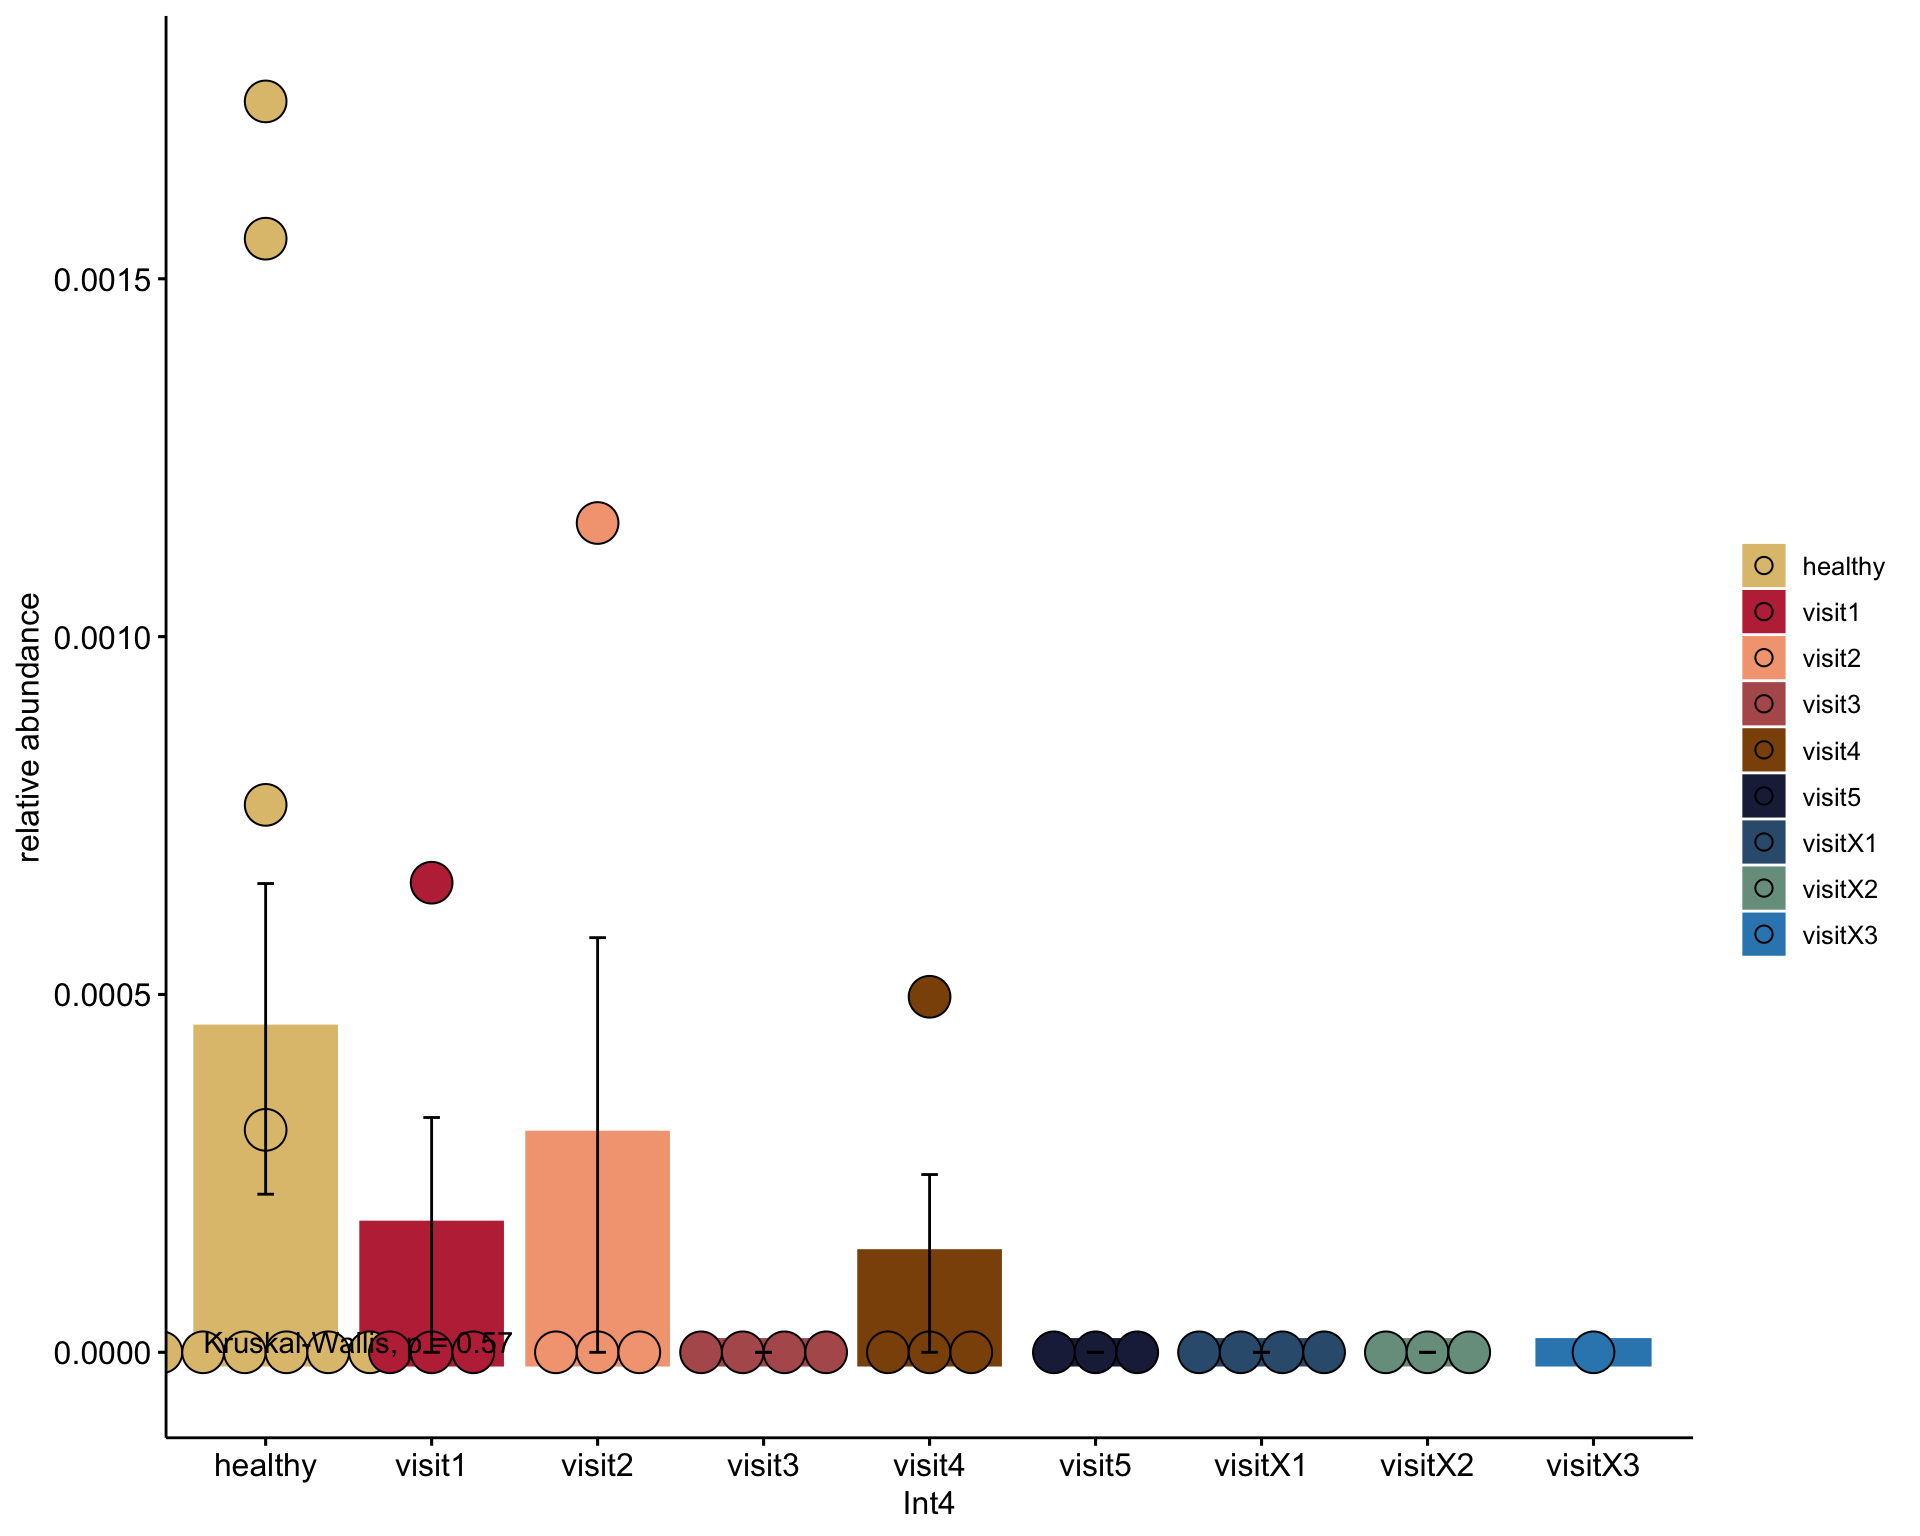 0.0015
0.0010
0.0005
0.0000
relative abundance
Kruskal-Wallis, p = 0.57
healthy visit1 visit2 visit3 visit4 visit5 visitX1 visitX2 visitX3
Int4
healthy
visit1
visit2
visit3
visit4
visit5
visitX1
visitX2
visitX3